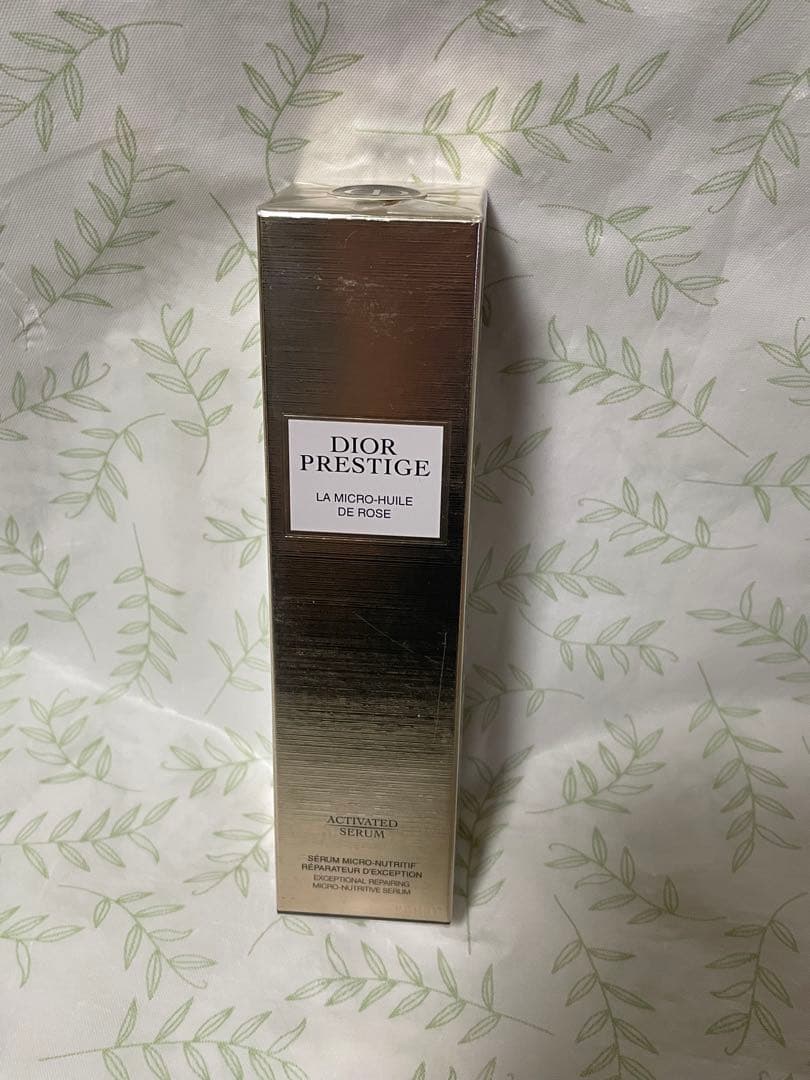 DIOR
PRESTIGE
LA MICRO-HUILE
DE ROSE
ACTIVATED
SERUM
SÉRUM MICRO-NUTRITIF
RÉPARATEUR D'EXCEPTION
EXCEPTIONAL REPAIRING
MICRO-NUTRITIVE SERUM